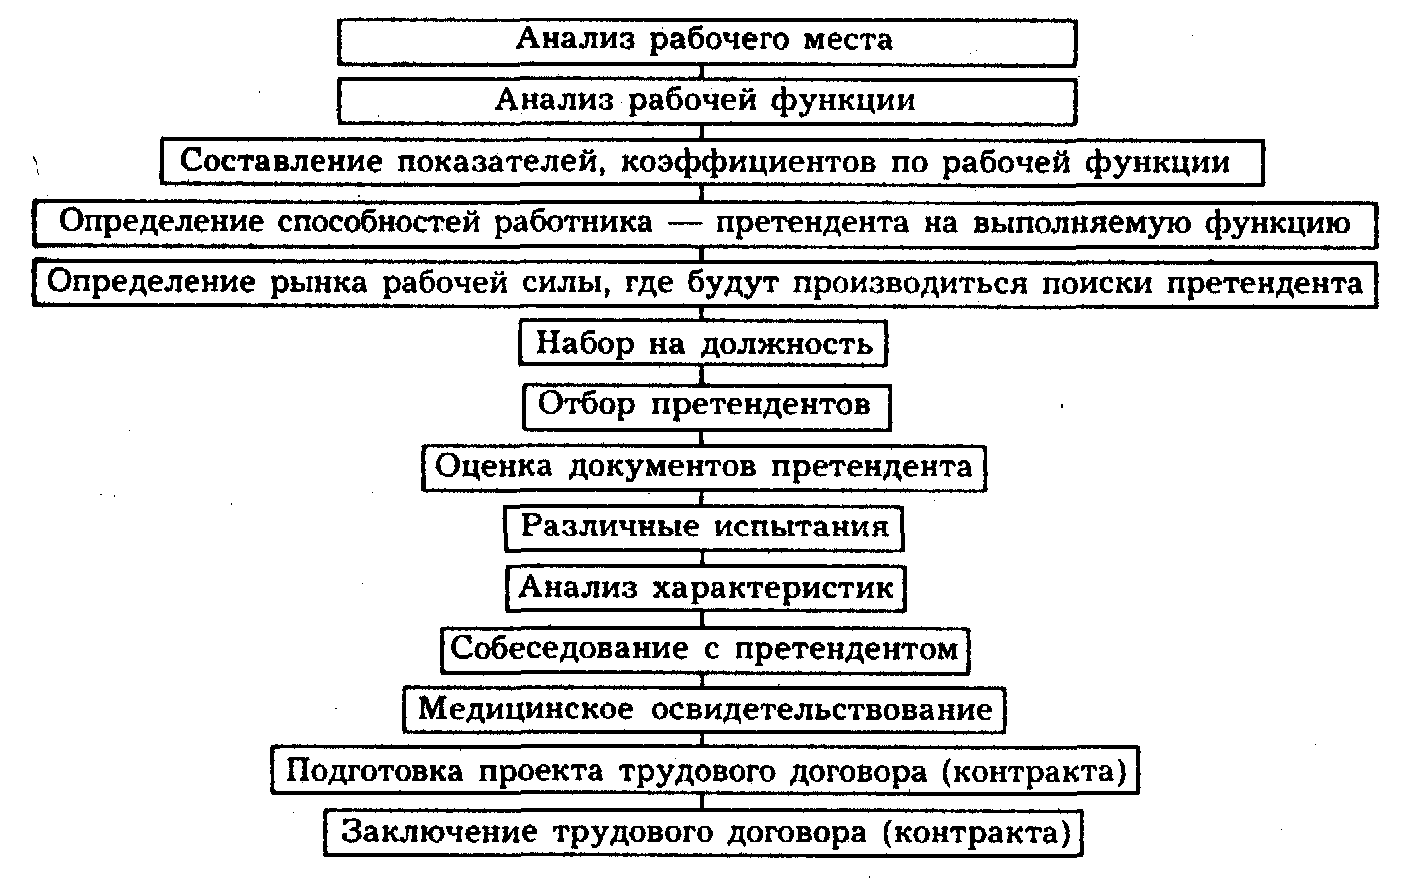 Анализ рабочего места
Анализ рабочей функции
Составление показателей, коэффициентов по рабочей функции
Определение способностей работника — претендента на выполняемую функцию
Определение рынка рабочей силы, где будут производиться поиски претендента
Набор на должность
Отбор претендентов
Оценка документов претендента
Различные испытания
Анализ характеристик
Собеседование с претендентом
Медицинское освидетельствование
Подготовка проекта трудового договора (контракта)
Заключение трудового договора (контракта)